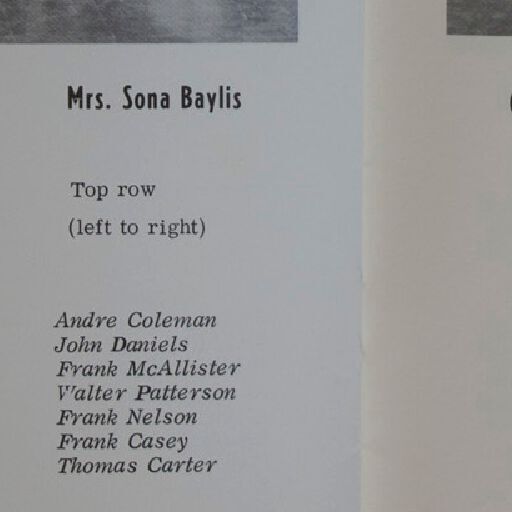 Mrs. Sona Baylis
Top row
(left to right)
Andre Coleman
John Daniels
Frank McAllister
Walter Patterson
Frank Nelson
Frank Casey
Thomas Carter